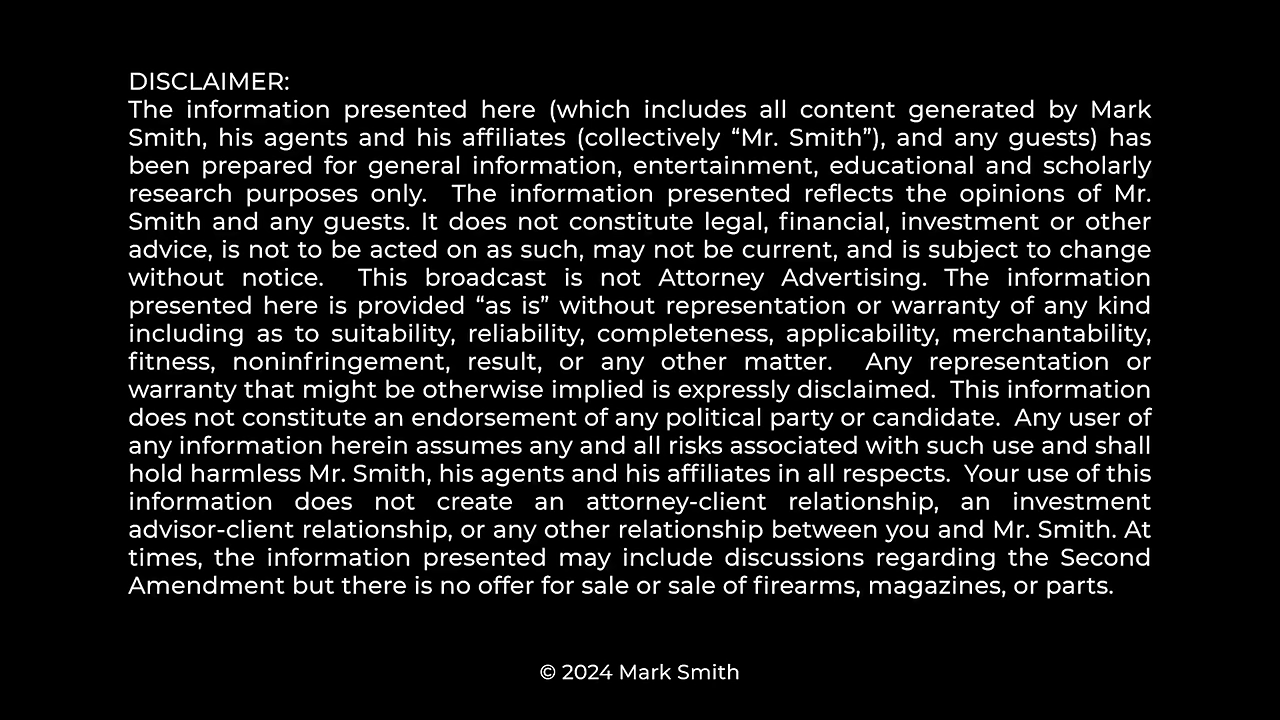 DISCLAIMER:
The information presented here (which includes all content generated by Mark
Smith, his agents and his affiliates (collectively “Mr. Smith”), and any guests) has
been prepared for general information, entertainment, educational and scholarly
research purposes only.  The information presented reflects the opinions of Mr.
Smith and any guests. It does not constitute legal, financial, investment or other
advice, is not to be acted on as such, may not be current, and is subject to change
without notice.  This broadcast is not Attorney Advertising. The information
presented here is provided “as is” without representation or warranty of any kind
including as to suitability, reliability, completeness, applicability, merchantability,
fitness, noninfringement, result, or any other matter.  Any representation or
warranty that might be otherwise implied is expressly disclaimed.  This information
does not constitute an endorsement of any political party or candidate.  Any user of
any information herein assumes any and all risks associated with such use and shall
hold harmless Mr. Smith, his agents and his affiliates in all respects.  Your use of this
information does not create an attorney-client relationship, an investment
advisor-client relationship, or any other relationship between you and Mr. Smith. At
times, the information presented may include discussions regarding the Second
Amendment but there is no offer for sale or sale of firearms, magazines, or parts.
© 2024 Mark Smith